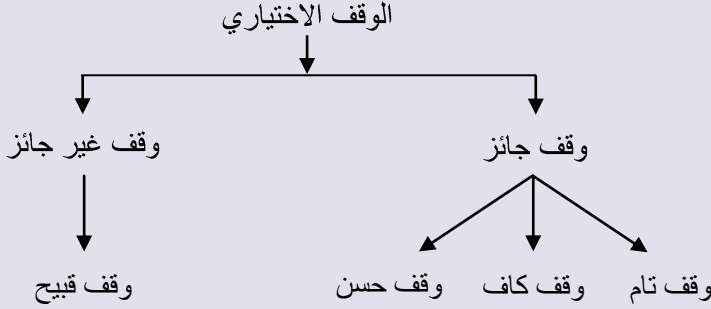 الوقف الاختياري
وقف جائز
وقف غير جائز
وقف تام
وقف كاف
وقف حسن
وقف قبيح